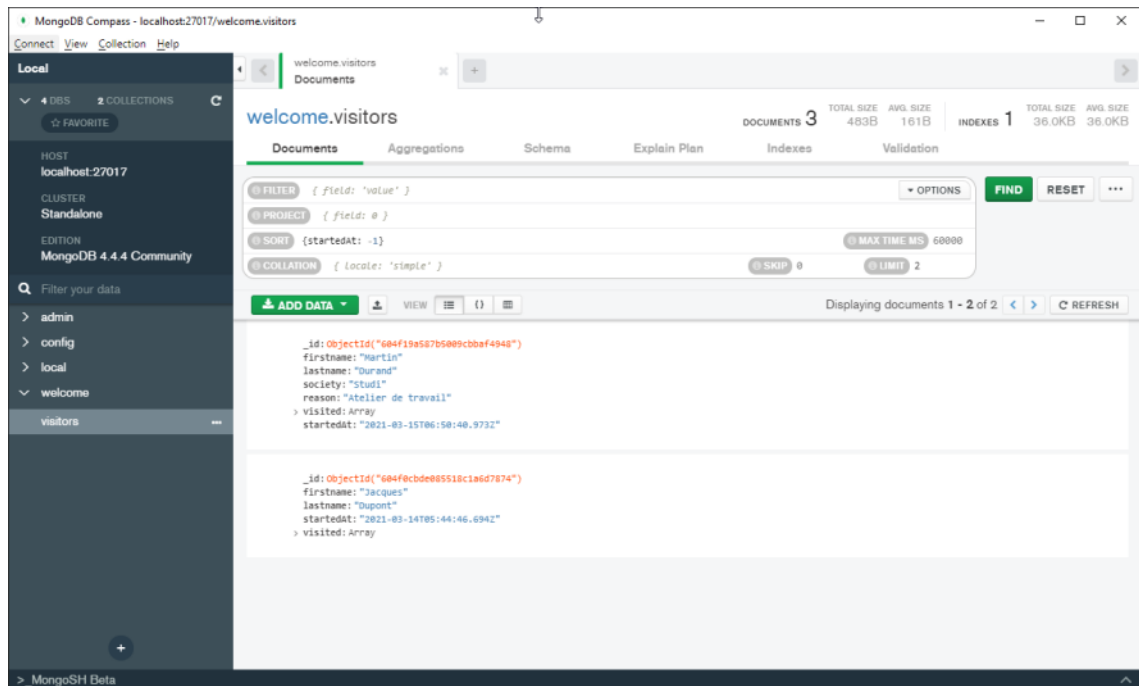 MongoDB Compass - localhost:27017/welcome.visitors
Connect View Collection Help
Local
4 DBS 2 COLLECTIONS
FAVORITE
HOST
localhost:27017
CLUSTER
Standalone
EDITION
MongoDB 4.4.4 Community
Filter your data
admin
config
local
welcome
visitors
MongoSH Beta
welcome.visitors
Documents
welcome.visitors
DOCUMENTS 3 TOTAL SIZE 483B AVG. SIZE 161B INDEXES 1 TOTAL SIZE 36.0KB AVG. SIZE 36.0KB
Documents Aggregations Schema Explain Plan Indexes Validation
FILTER { field: 'value' } OPTIONS FIND RESET ...
PROJECT { field: 0 }
SORT {startedAt: -1} MAX TIME MS 60000
COLLATION { locale: 'simple' } SKIP 0 LIMIT 2
ADD DATA VIEW {} Displaying documents 1 - 2 of 2 < > REFRESH
_id: ObjectId("604f19a587b5009cbbaf4948")
firstname: "Martin"
lastname: "Durand"
society: "Studi"
reason: "Atelier de travail"
> visited: Array
startedAt: "2021-03-15T06:50:40.973Z"
_id: ObjectId("604f0cbde085518c1a6d7874")
firstname: "Jacques"
lastname: "Dupont"
startedAt: "2021-03-14T05:44:46.694Z"
> visited: Array